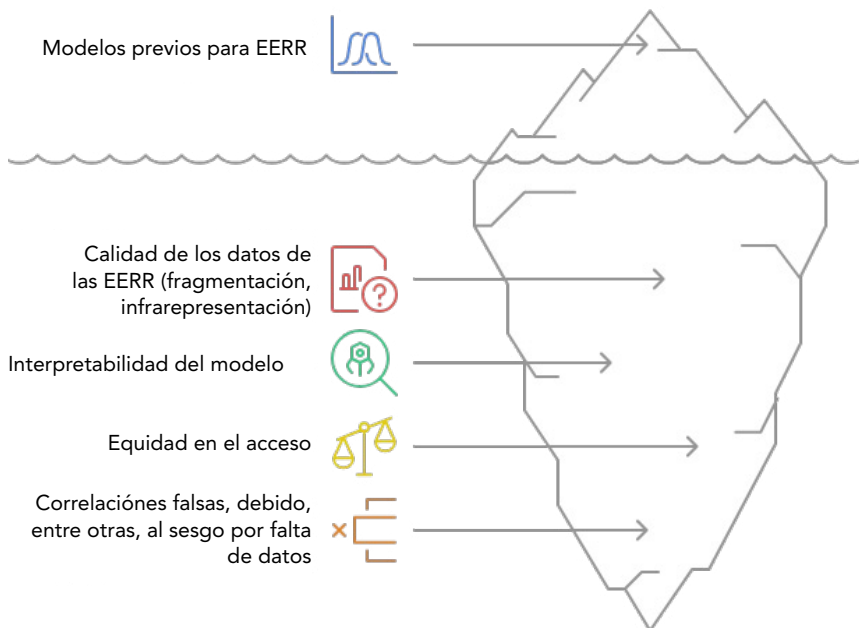 Modelos previos para EERR
Calidad de los datos de
las EERR (fragmentación,
infrarepresentación)
Interpretabilidad del modelo
Equidad en el acceso
Correlaciónes falsas, debido,
entre otras, al sesgo por falta
de datos